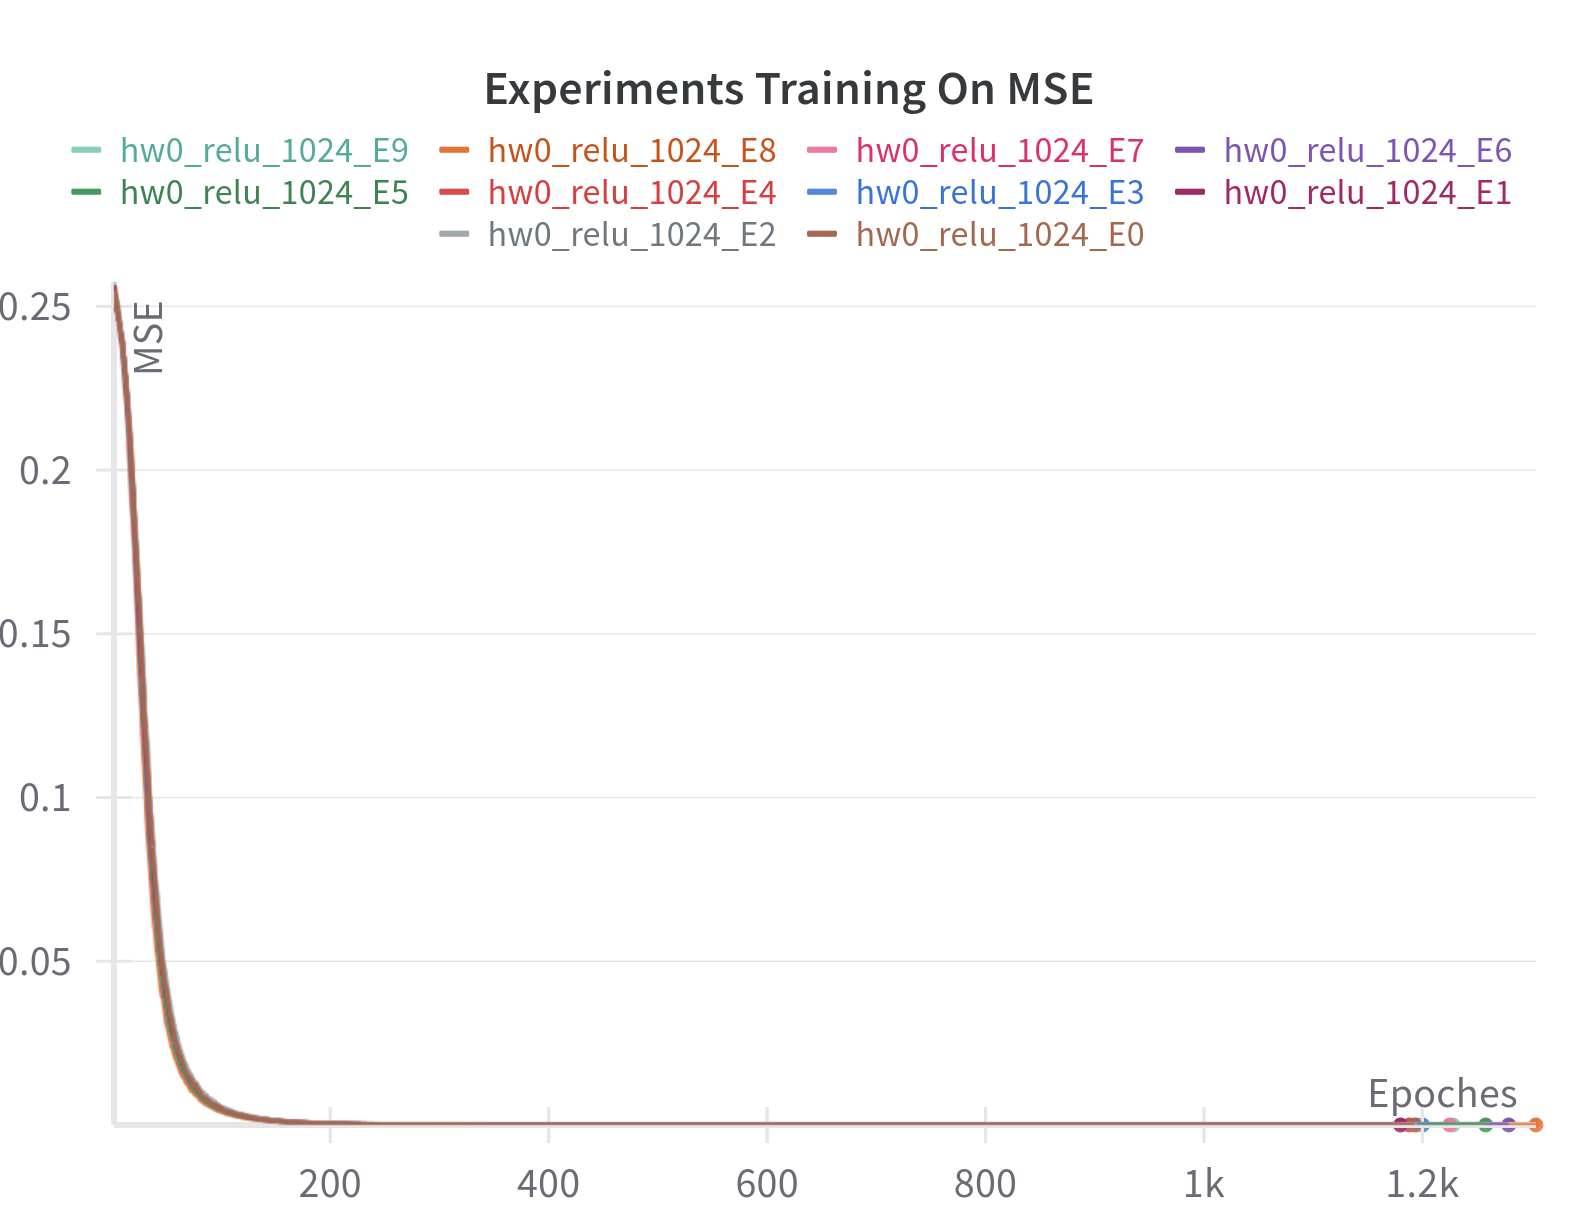 Experiments Training On MSE
hw0_relu_1024_E9 hw0_relu_1024_E8 hw0_relu_1024_E7 hw0_relu_1024_E6
hw0_relu_1024_E5 hw0_relu_1024_E4 hw0_relu_1024_E3 hw0_relu_1024_E1
hw0_relu_1024_E2 hw0_relu_1024_E0
0.25
MSE
0.2
0.15
0.1
0.05
Epoches
200 400 600 800 1k 1.2k